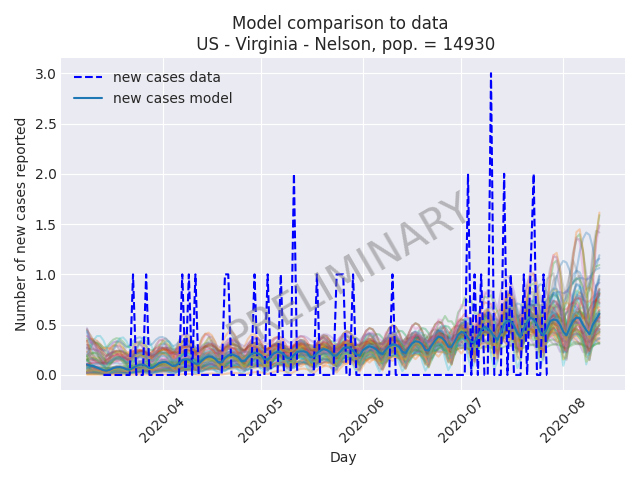 Model comparison to data
US - Virginia - Nelson, pop. = 14930
new cases data
new cases model
Number of new cases reported
3.0
2.5
2.0
1.5
1.0
0.5
0.0
PRELIMINARY
2020-04
2020-05
2020-06
2020-07
2020-08
Day